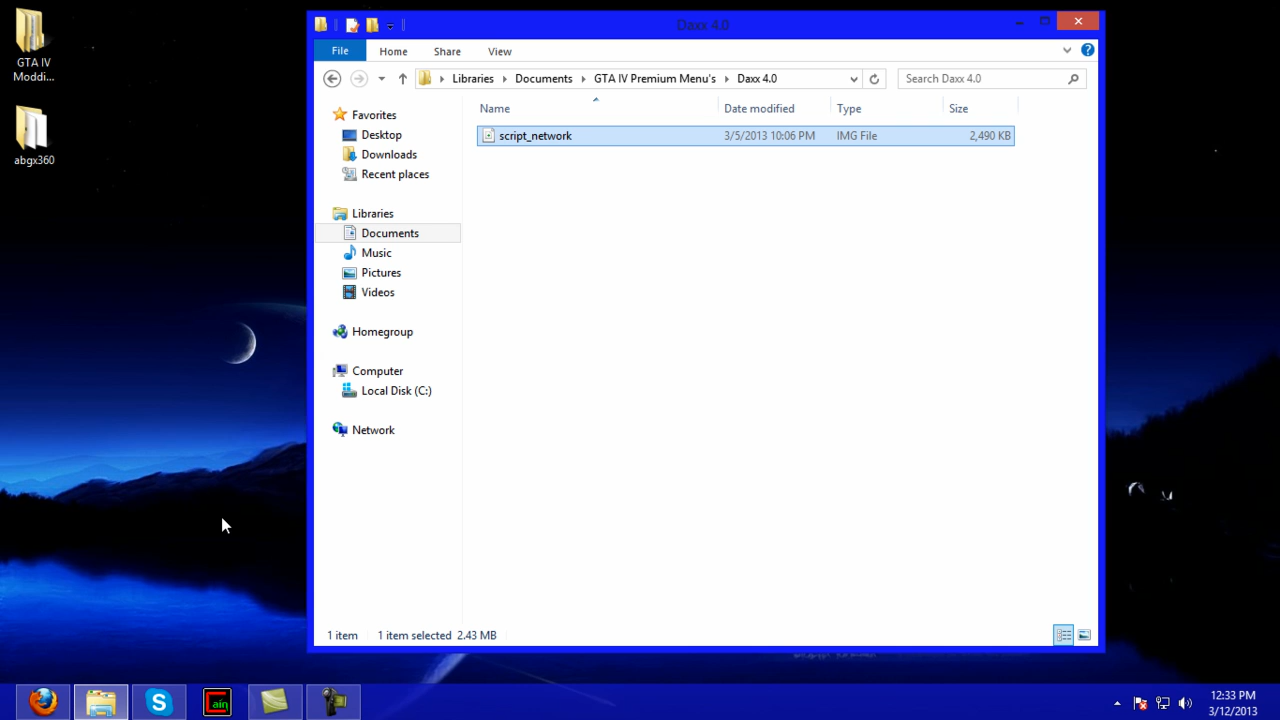 GTA IV
Moddi...
abgx360
Daxx 4.0
File
Home
Share
View
Libraries
Documents
GTA IV Premium Menu's
Daxx 4.0
Search Daxx 4.0
Name
Date modified
Type
Size
script_network
3/5/2013 10:06 PM
IMG File
2,490 KB
Favorites
Desktop
Downloads
Recent places
Libraries
Documents
Music
Pictures
Videos
Homegroup
Computer
Local Disk (C:)
Network
1 item
1 item selected 2.43 MB
Cain
12:33 PM
3/12/2013